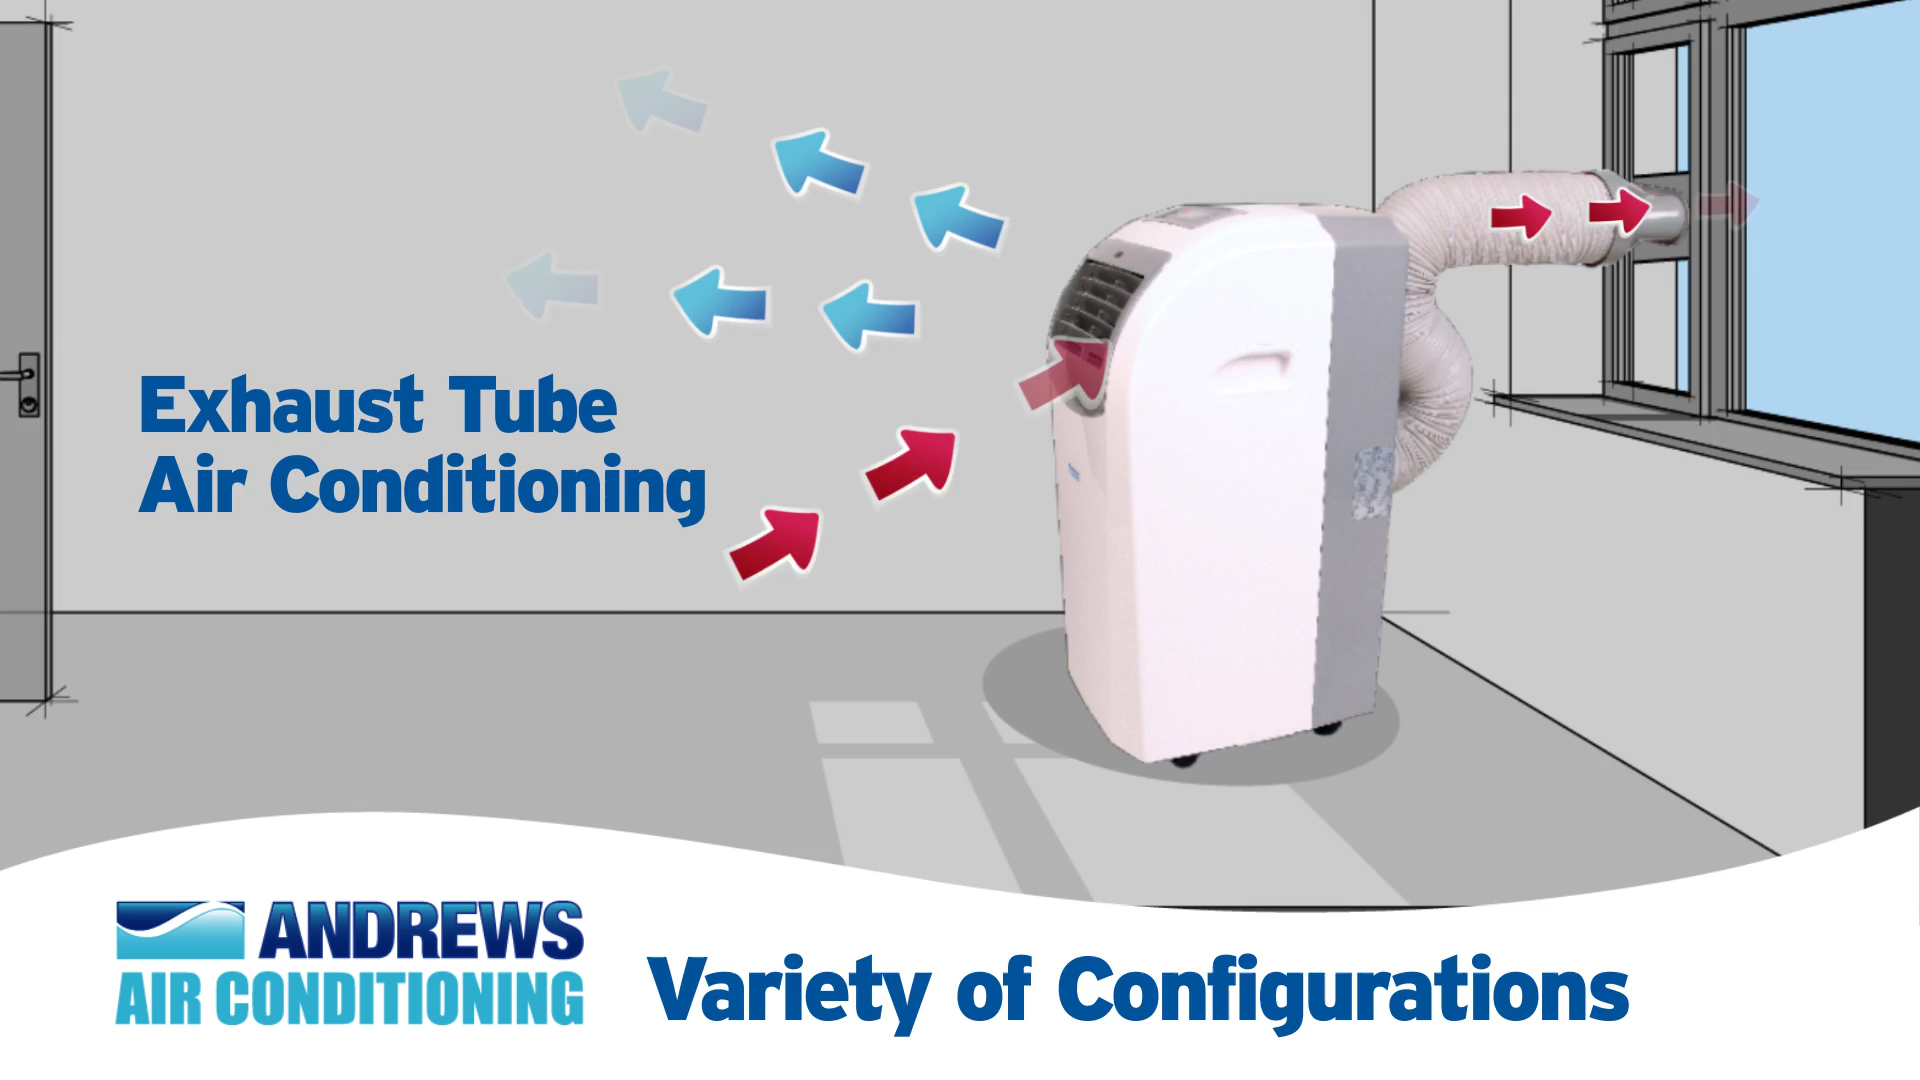 Exhaust Tube
Air Conditioning
ANDREWS
AIR CONDITIONING
Variety of Configurations